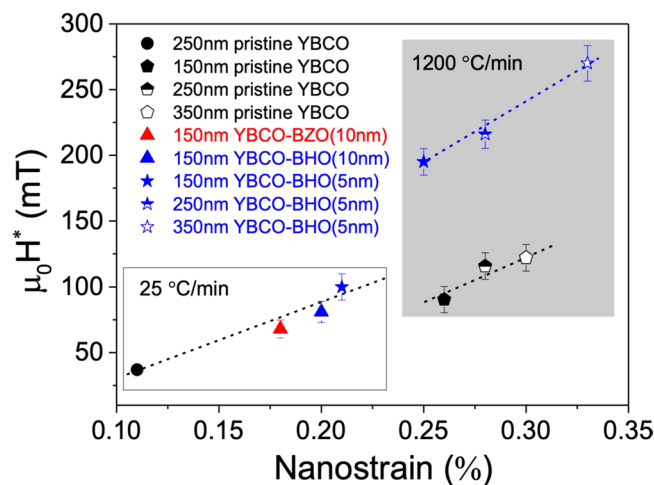 300
250
200
150
100
50
0
0.10
0.15
0.20
0.25
0.30
0.35
μ₀H* (mT)
Nanostrain (%)
250nm pristine YBCO
150nm pristine YBCO
250nm pristine YBCO
350nm pristine YBCO
150nm YBCO-BZO(10nm)
150nm YBCO-BHO(10nm)
150nm YBCO-BHO(5nm)
250nm YBCO-BHO(5nm)
350nm YBCO-BHO(5nm)
1200 °C/min
25 °C/min